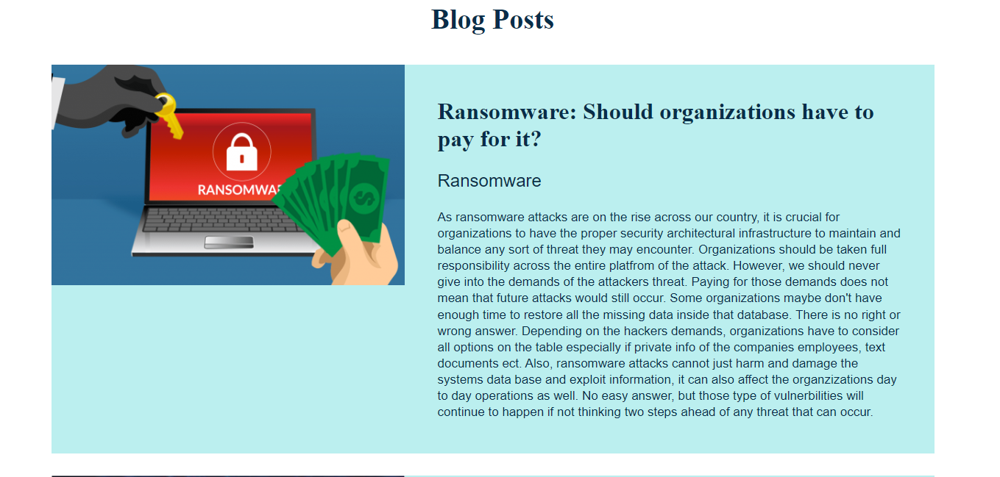 Blog Posts
RANSOMWAR
Ransomware: Should organizations have to
pay for it?
Ransomware
As ransomware attacks are on the rise across our country, it is crucial for
organizations to have the proper security architectural infrastructure to maintain and
balance any sort of threat they may encounter. Organizations should be taken full
responsibility across the entire platfrom of the attack. However, we should never
give into the demands of the attackers threat. Paying for those demands does not
mean that future attacks would still occur. Some organizations maybe don't have
enough time to restore all the missing data inside that database. There is no right or
wrong answer. Depending on the hackers demands, organizations have to consider
all options on the table especially if private info of the companies employees, text
documents ect. Also, ransomware attacks cannot just harm and damage the
systems data base and exploit information, it can also affect the organzizations day
to day operations as well. No easy answer, but those type of vulnerbilities will
continue to happen if not thinking two steps ahead of any threat that can occur.